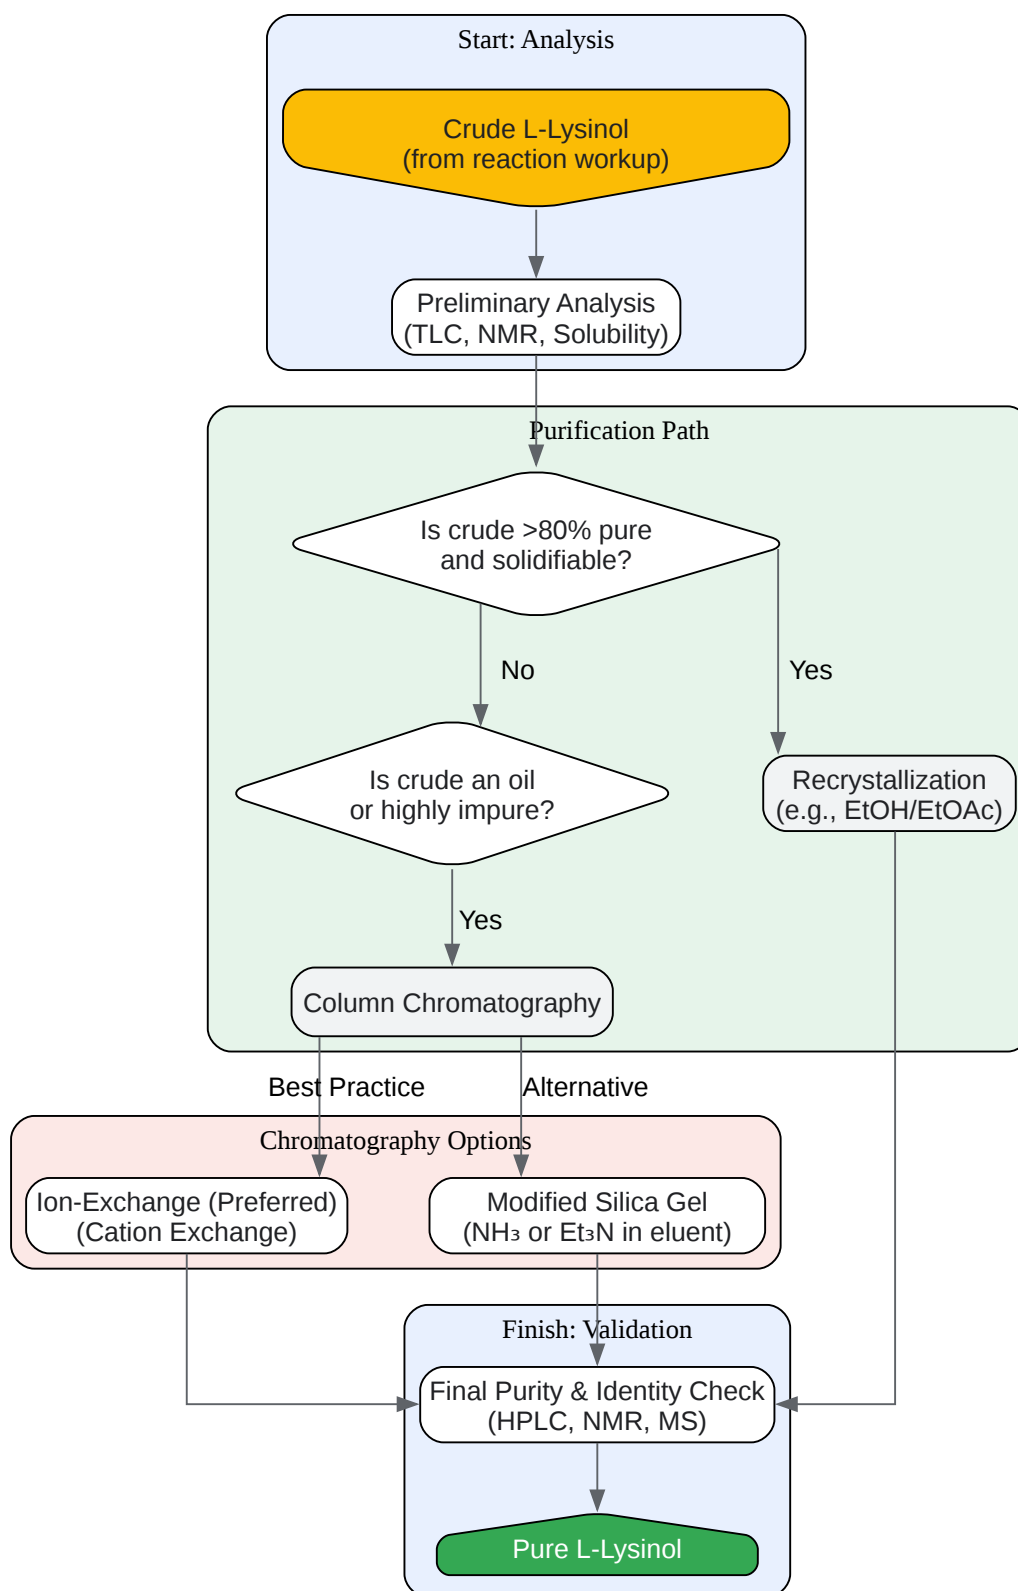 Start: Analysis
Crude L-Lysinol
(from reaction workup)
Preliminary Analysis
(TLC, NMR, Solubility)
Purification Path
Is crude >80% pure
and solidifiable?
No
Yes
Is crude an oil
or highly impure?
Recrystallization
(e.g., EtOH/EtOAc)
Yes
Column Chromatography
Best Practice
Alternative
Chromatography Options
Ion-Exchange (Preferred)
(Cation Exchange)
Modified Silica Gel
(NH₃ or Et₃N in eluent)
Finish: Validation
Final Purity & Identity Check
(HPLC, NMR, MS)
Pure L-Lysinol